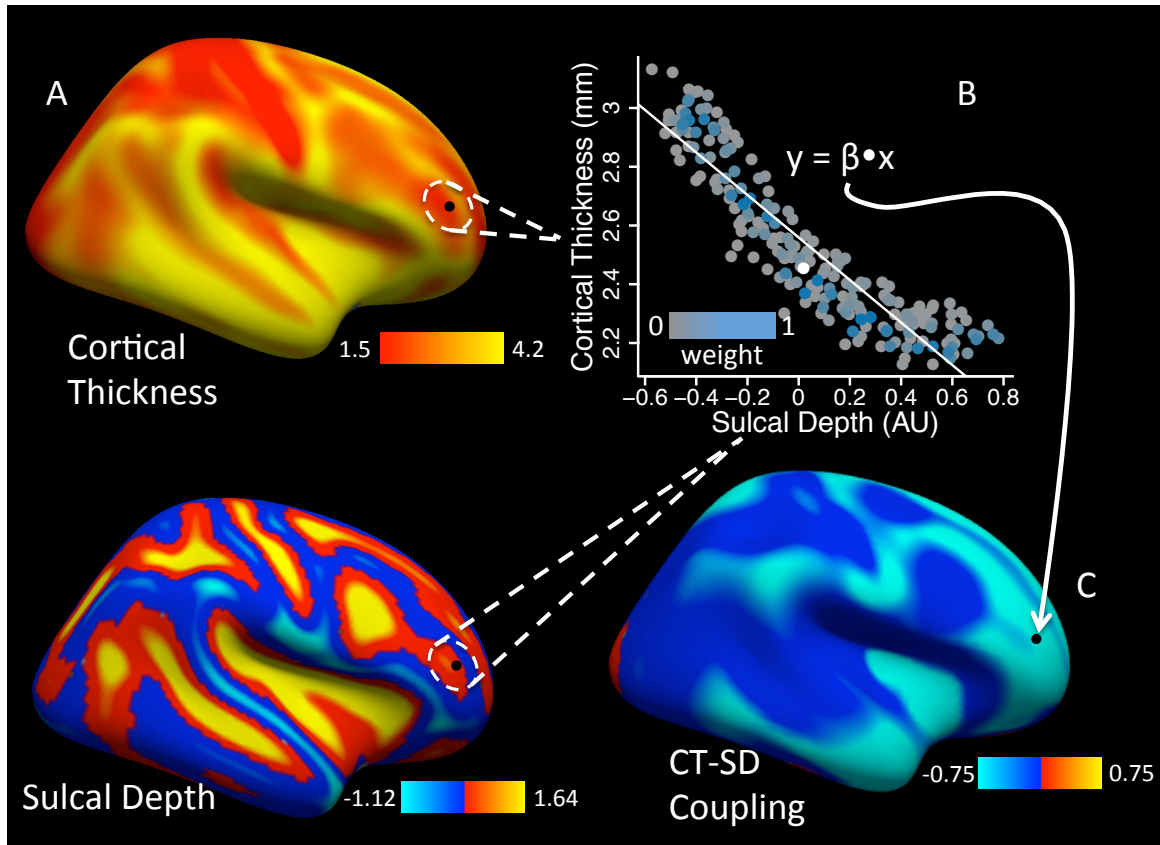 A
Cortical
Thickness
1.5
4.2
B
Cortical Thickness (mm)
3
2.8
2.6
2.4
2.2
y = β•x
0
1
weight
−0.6 −0.4 −0.2 0 0.2 0.4 0.6 0.8
Sulcal Depth (AU)
Sulcal Depth
-1.12
1.64
C
CT-SD
Coupling
-0.75
0.75